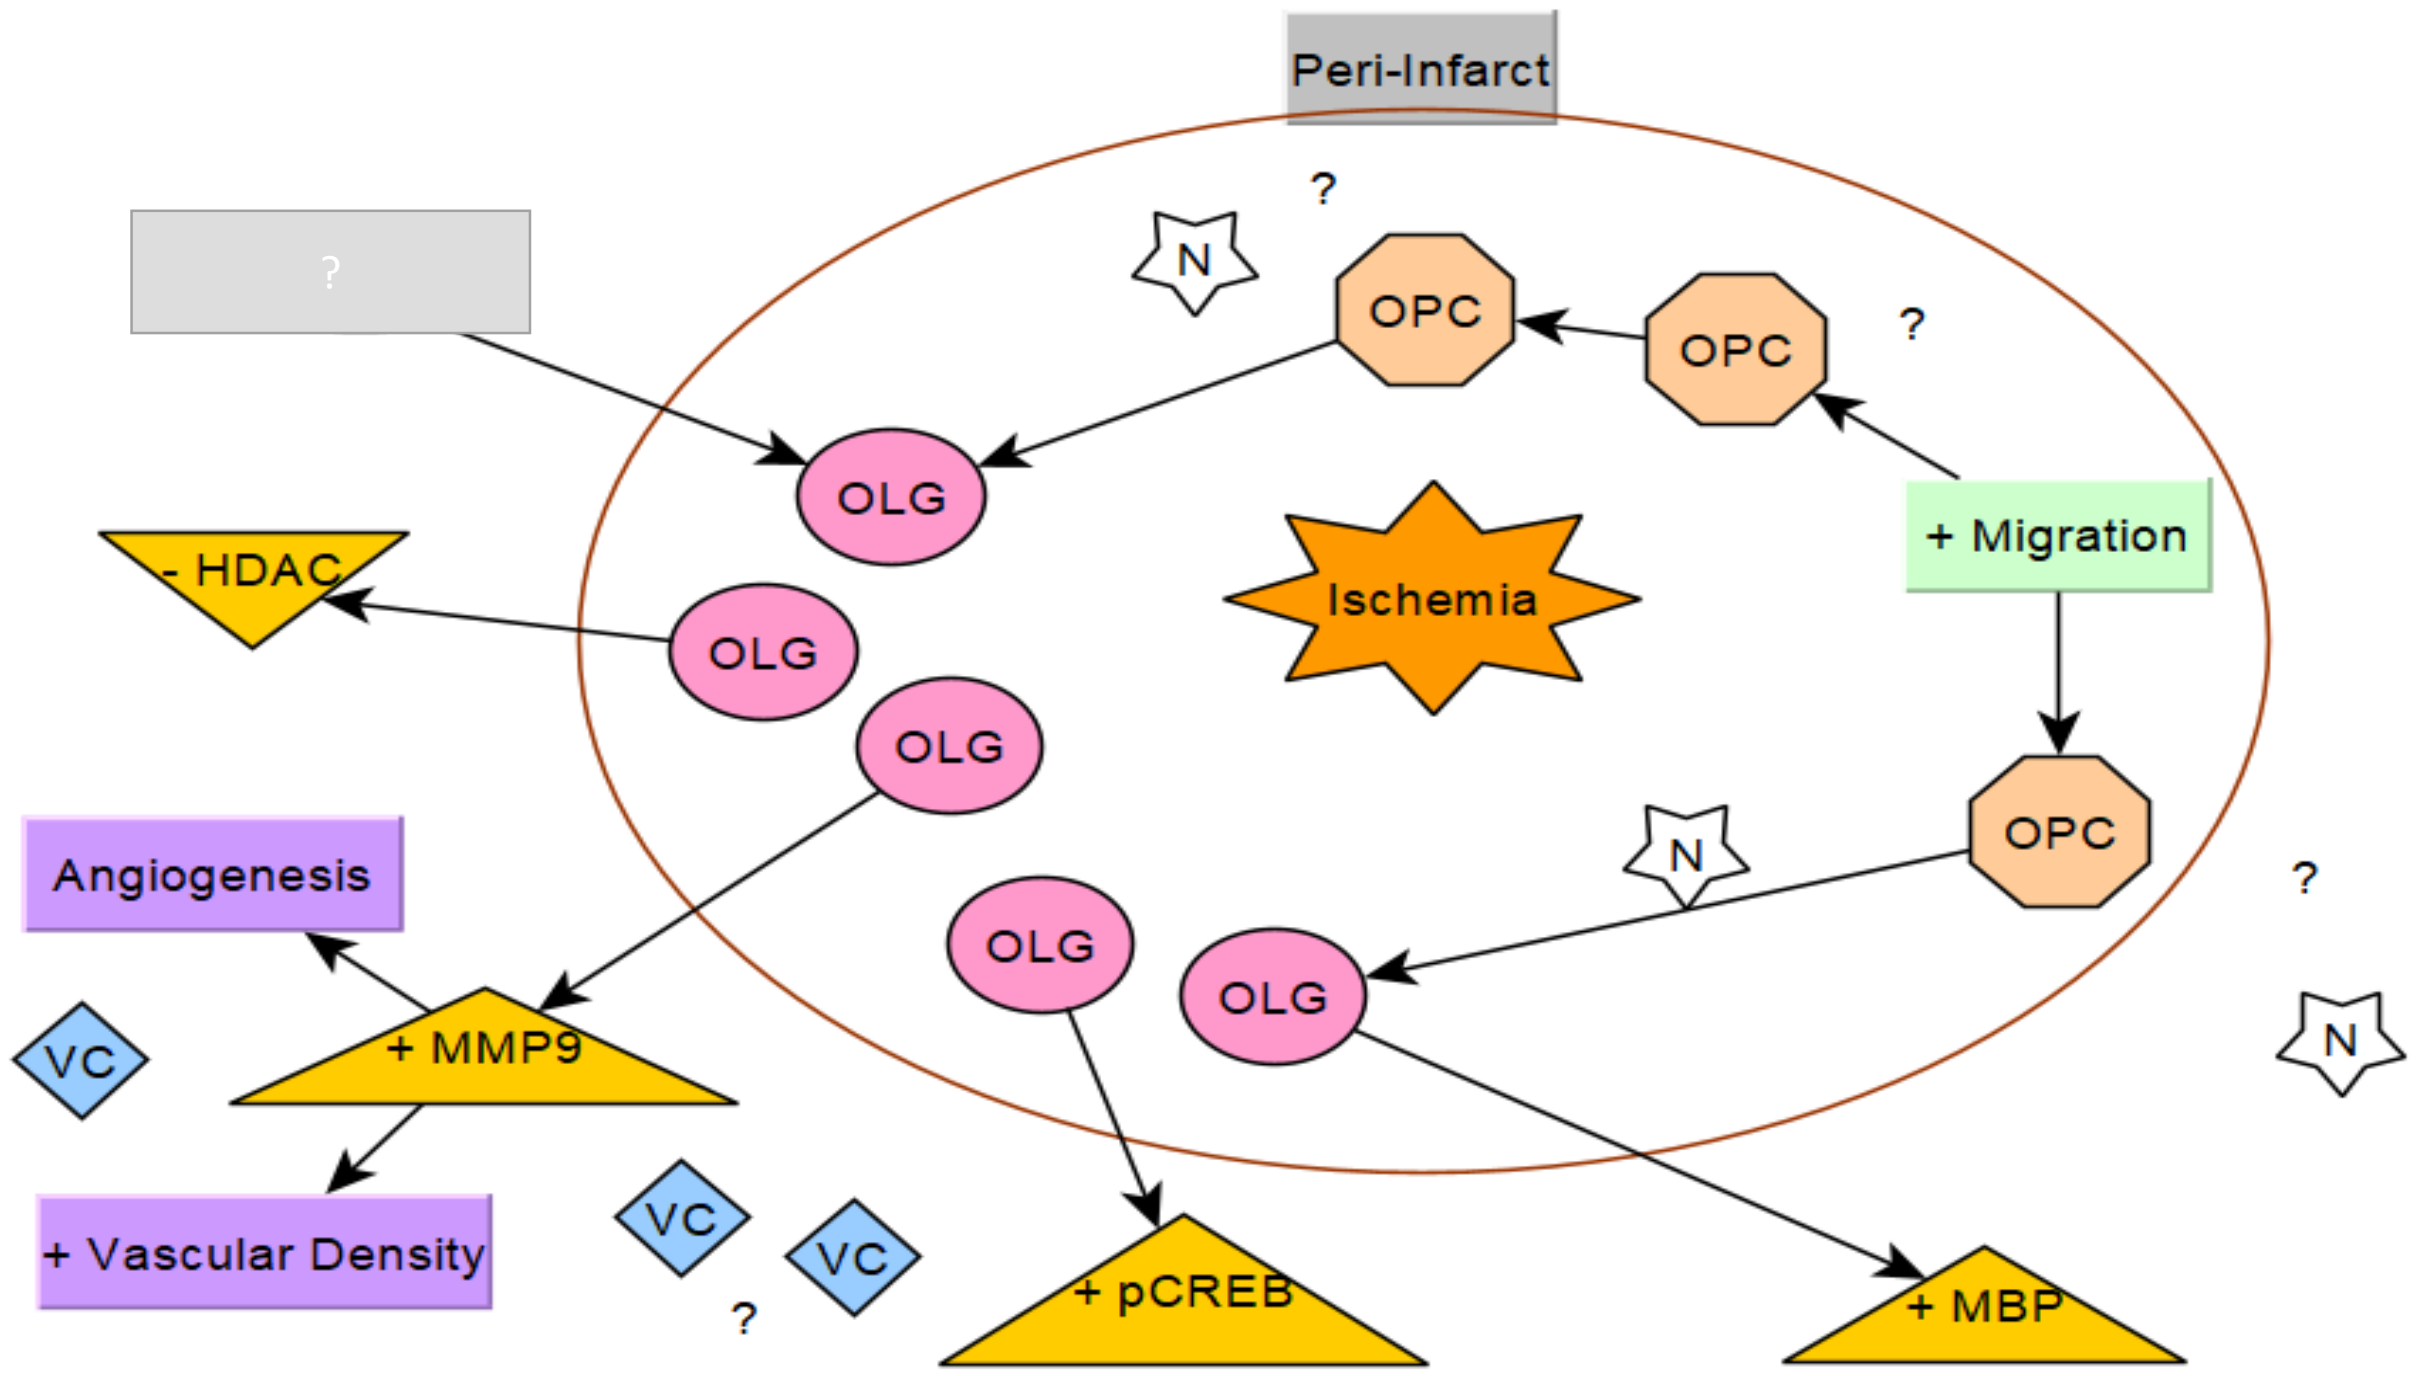 Peri-Infarct
?
N
?
OPC
OPC
?
OLG
+ Migration
- HDAC
Ischemia
OLG
OLG
Angiogenesis
OPC
N
?
OLG
OLG
+ MMP9
VC
N
VC
+ Vascular Density
VC
?
+ pCREB
+ MBP